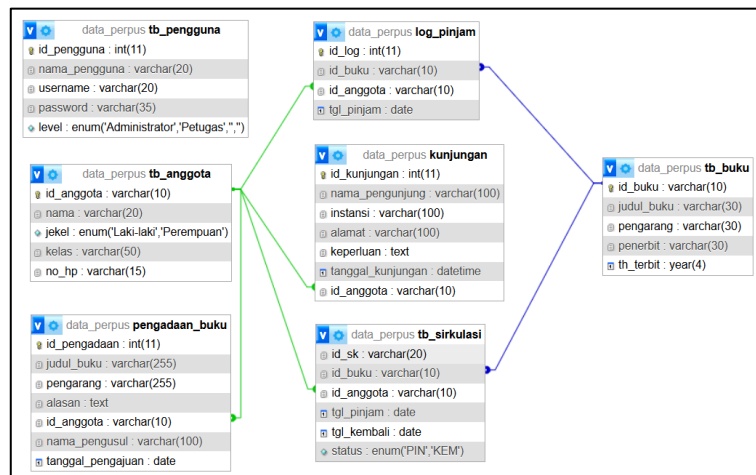 data_perpus tb_pengguna
id_pengguna : int(11)
nama_pengguna : varchar(20)
username : varchar(20)
password : varchar(35)
level : enum('Administrator','Petugas','','')
data_perpus tb_anggota
id_anggota : varchar(10)
nama : varchar(20)
jekel : enum('Laki-laki','Perempuan')
kelas : varchar(50)
no_hp : varchar(15)
data_perpus pengadaan_buku
id_pengadaan : int(11)
judul_buku : varchar(255)
pengarang : varchar(255)
alasan : text
id_anggota : varchar(10)
nama_pengusul : varchar(100)
tanggal_pengajuan : date
data_perpus log_pinjam
id_log : int(11)
id_buku : varchar(10)
id_anggota : varchar(10)
tgl_pinjam : date
data_perpus kunjungan
id_kunjungan : int(11)
nama_pengunjung : varchar(100)
instansi : varchar(100)
alamat : varchar(100)
keperluan : text
tanggal_kunjungan : datetime
id_anggota : varchar(10)
data_perpus tb_sirkulasi
id_sk : varchar(20)
id_buku : varchar(10)
id_anggota : varchar(10)
tgl_pinjam : date
tgl_kembali : date
status : enum('PIN','KEM')
data_perpus tb_buku
id_buku : varchar(10)
judul_buku : varchar(30)
pengarang : varchar(30)
penerbit : varchar(30)
th_terbit : year(4)